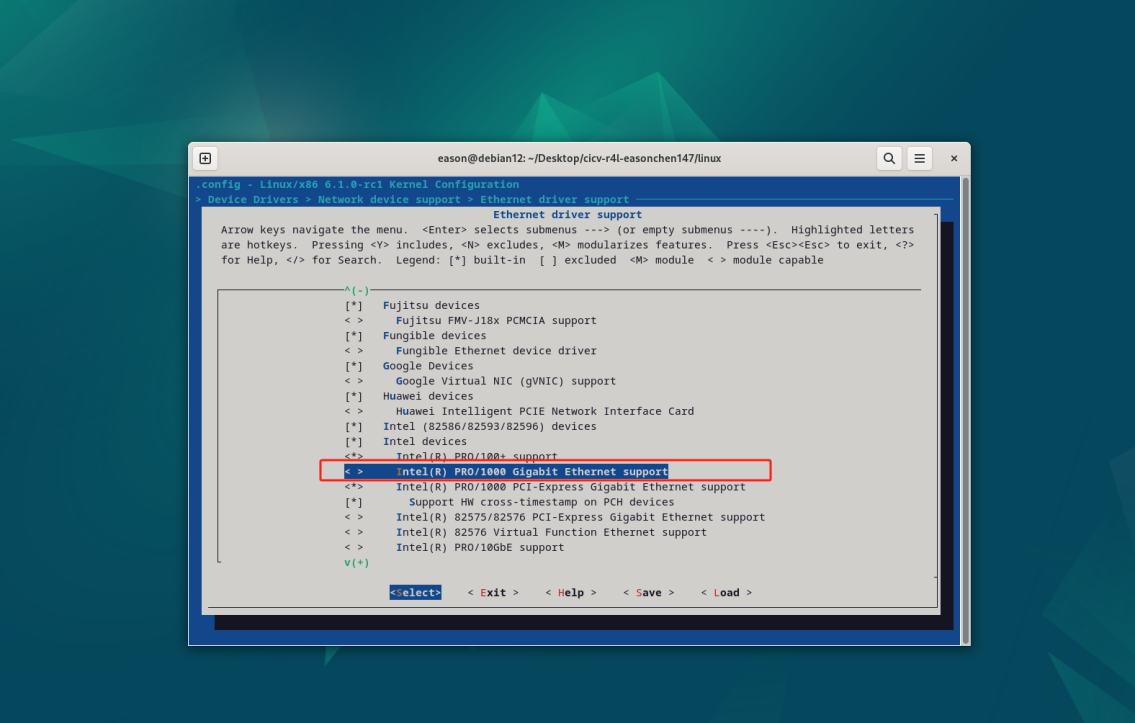 eason@debian12: ~/Desktop/cicv-r4l-easonchen147/linux
.config - Linux/x86 6.1.0-rc1 Kernel Configuration
> Device Drivers > Network device support > Ethernet driver support
Ethernet driver support
Arrow keys navigate the menu.  <Enter> selects submenus ---> (or empty submenus ----).  Highlighted letters
are hotkeys.  Pressing <Y> includes, <N> excludes, <M> modularizes features.  Press <Esc><Esc> to exit, <?>
for Help, </> for Search.  Legend: [*] built-in  [ ] excluded  <M> module  < > module capable
^(-)
[*]   Fujitsu devices
< >     Fujitsu FMV-J18x PCMCIA support
[*]   Fungible devices
< >     Fungible Ethernet device driver
[*]   Google Devices
< >     Google Virtual NIC (gVNIC) support
[*]   Huawei devices
< >     Huawei Intelligent PCIE Network Interface Card
[*]   Intel (82586/82593/82596) devices
[*]   Intel devices
<*>     Intel(R) PRO/100+ support
< >     Intel(R) PRO/1000 Gigabit Ethernet support
<*>     Intel(R) PRO/1000 PCI-Express Gigabit Ethernet support
[*]       Support HW cross-timestamp on PCH devices
< >     Intel(R) 82575/82576 PCI-Express Gigabit Ethernet support
< >     Intel(R) 82576 Virtual Function Ethernet support
< >     Intel(R) PRO/10GbE support
v(+)
<Select>    < Exit >    < Help >    < Save >    < Load >